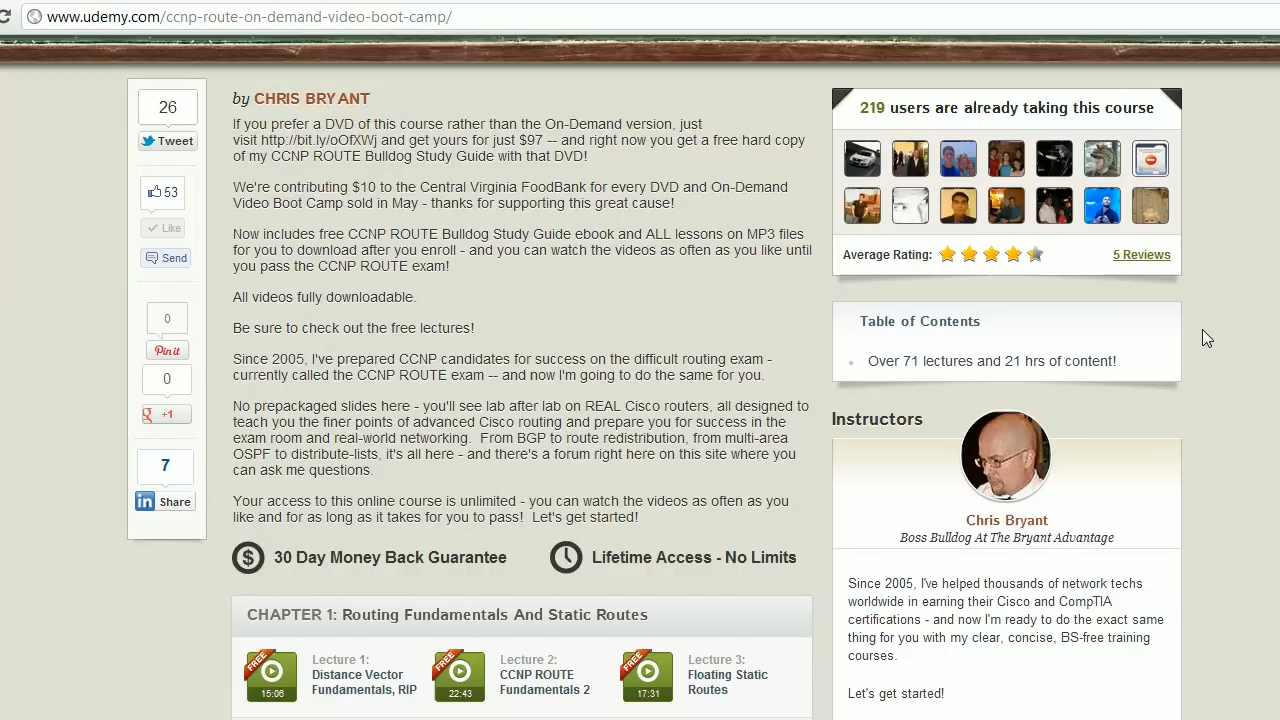 www.udemy.com/ccnp-route-on-demand-video-boot-camp/
26
Tweet
53
Like
Send
0
Pin it
0
+1
7
in Share
by CHRIS BRYANT
If you prefer a DVD of this course rather than the On-Demand version, just
visit http://bit.ly/oOfXWj and get yours for just $97 -- and right now you get a free hard copy
of my CCNP ROUTE Bulldog Study Guide with that DVD!
We're contributing $10 to the Central Virginia FoodBank for every DVD and On-Demand
Video Boot Camp sold in May - thanks for supporting this great cause!
Now includes free CCNP ROUTE Bulldog Study Guide ebook and ALL lessons on MP3 files
for you to download after you enroll - and you can watch the videos as often as you like until
you pass the CCNP ROUTE exam!
All videos fully downloadable.
Be sure to check out the free lectures!
Since 2005, I've prepared CCNP candidates for success on the difficult routing exam -
currently called the CCNP ROUTE exam -- and now I'm going to do the same for you.
No prepackaged slides here - you'll see lab after lab on REAL Cisco routers, all designed to
teach you the finer points of advanced Cisco routing and prepare you for success in the
exam room and real-world networking.  From BGP to route redistribution, from multi-area
OSPF to distribute-lists, it's all here - and there's a forum right here on this site where you
can ask me questions.
Your access to this online course is unlimited - you can watch the videos as often as you
like and for as long as it takes for you to pass!  Let's get started!
$ 30 Day Money Back Guarantee
Lifetime Access - No Limits
CHAPTER 1: Routing Fundamentals And Static Routes
FREE
15:06
Lecture 1:
Distance Vector
Fundamentals, RIP
FREE
22:43
Lecture 2:
CCNP ROUTE
Fundamentals 2
FREE
17:31
Lecture 3:
Floating Static
Routes
219 users are already taking this course
Average Rating:
5 Reviews
Table of Contents
Over 71 lectures and 21 hrs of content!
Instructors
Chris Bryant
Boss Bulldog At The Bryant Advantage
Since 2005, I've helped thousands of network techs
worldwide in earning their Cisco and CompTIA
certifications - and now I'm ready to do the exact same
thing for you with my clear, concise, BS-free training
courses.
Let's get started!